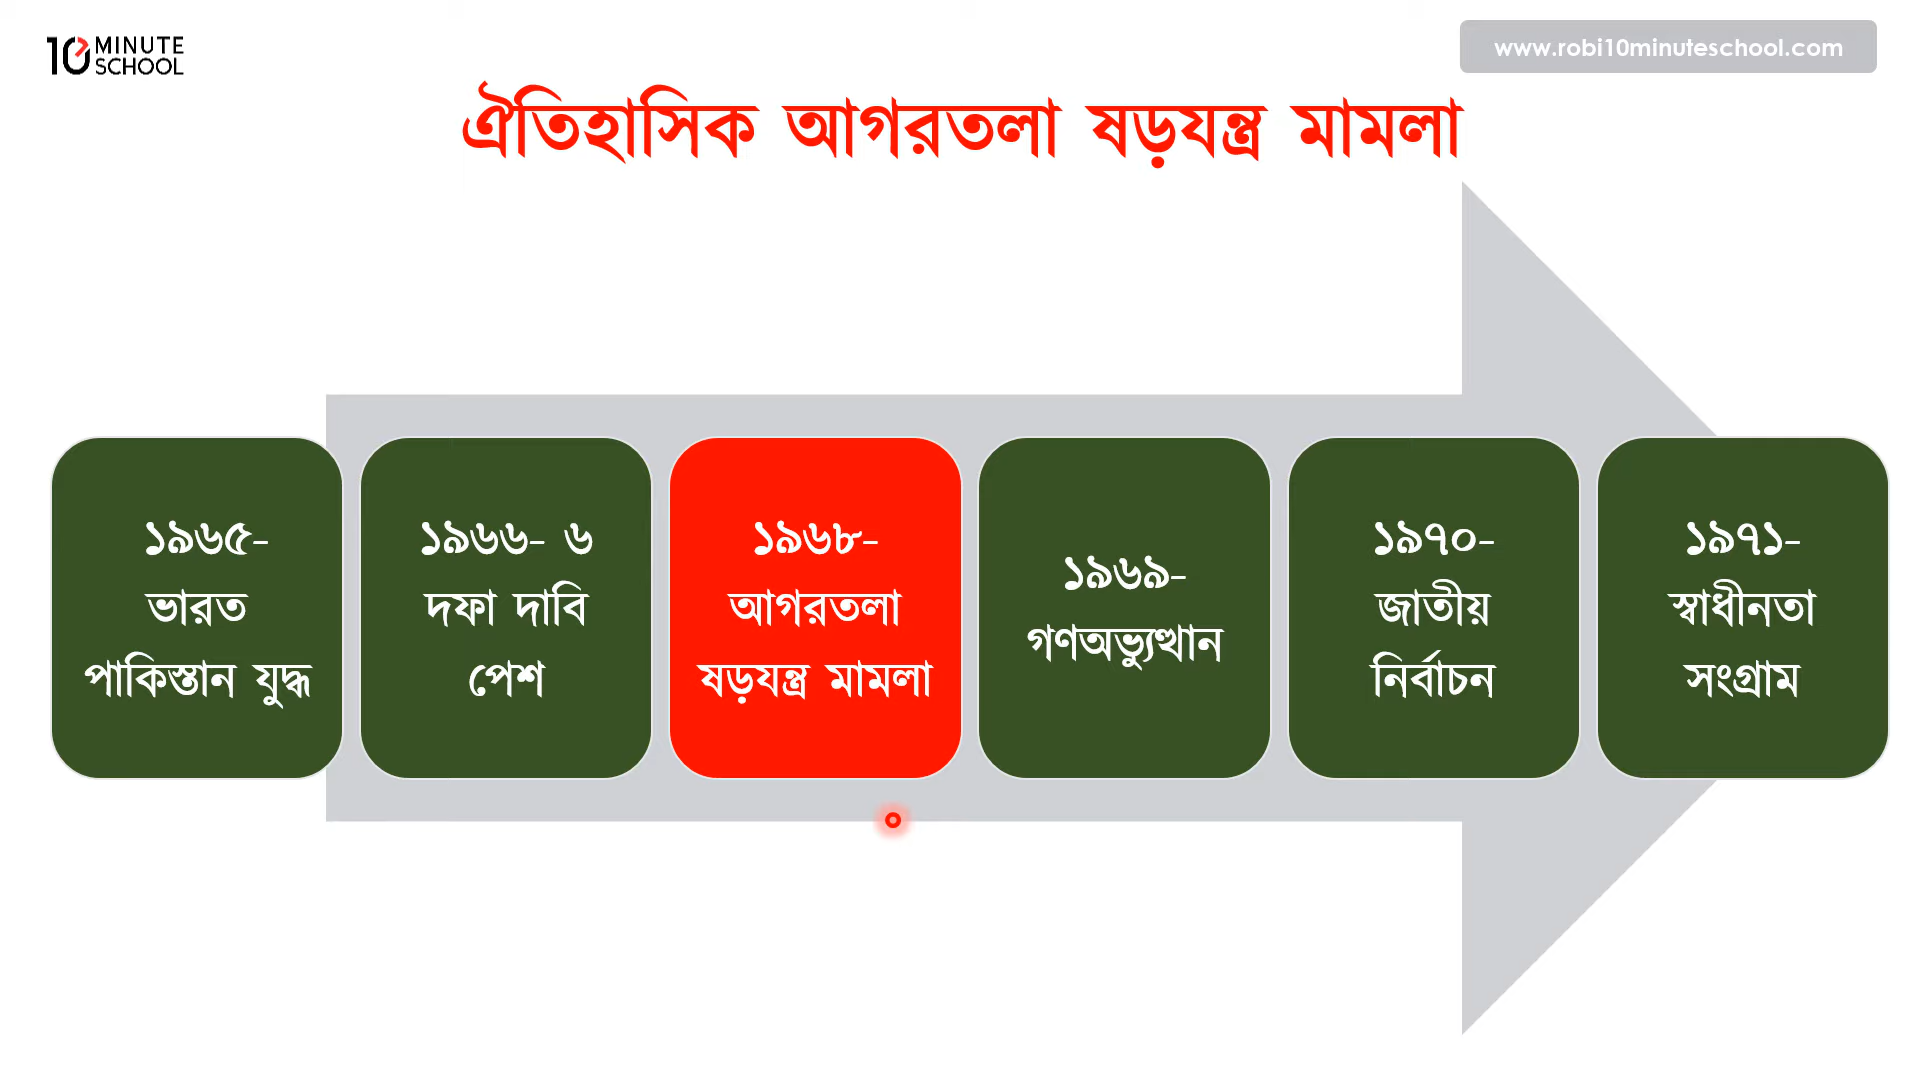 10 MINUTE SCHOOL
www.robi10minuteschool.com
ঐতিহাসিক আগরতলা ষড়যন্ত্র মামলা
১৯৬৫-
ভারত
পাকিস্তান যুদ্ধ
১৯৬৬- ৬
দফা দাবি
পেশ
১৯৬৮-
আগরতলা
ষড়যন্ত্র মামলা
১৯৬৯-
গণঅভ্যুত্থান
১৯৭০-
জাতীয়
নির্বাচন
১৯৭১-
স্বাধীনতা
সংগ্রাম